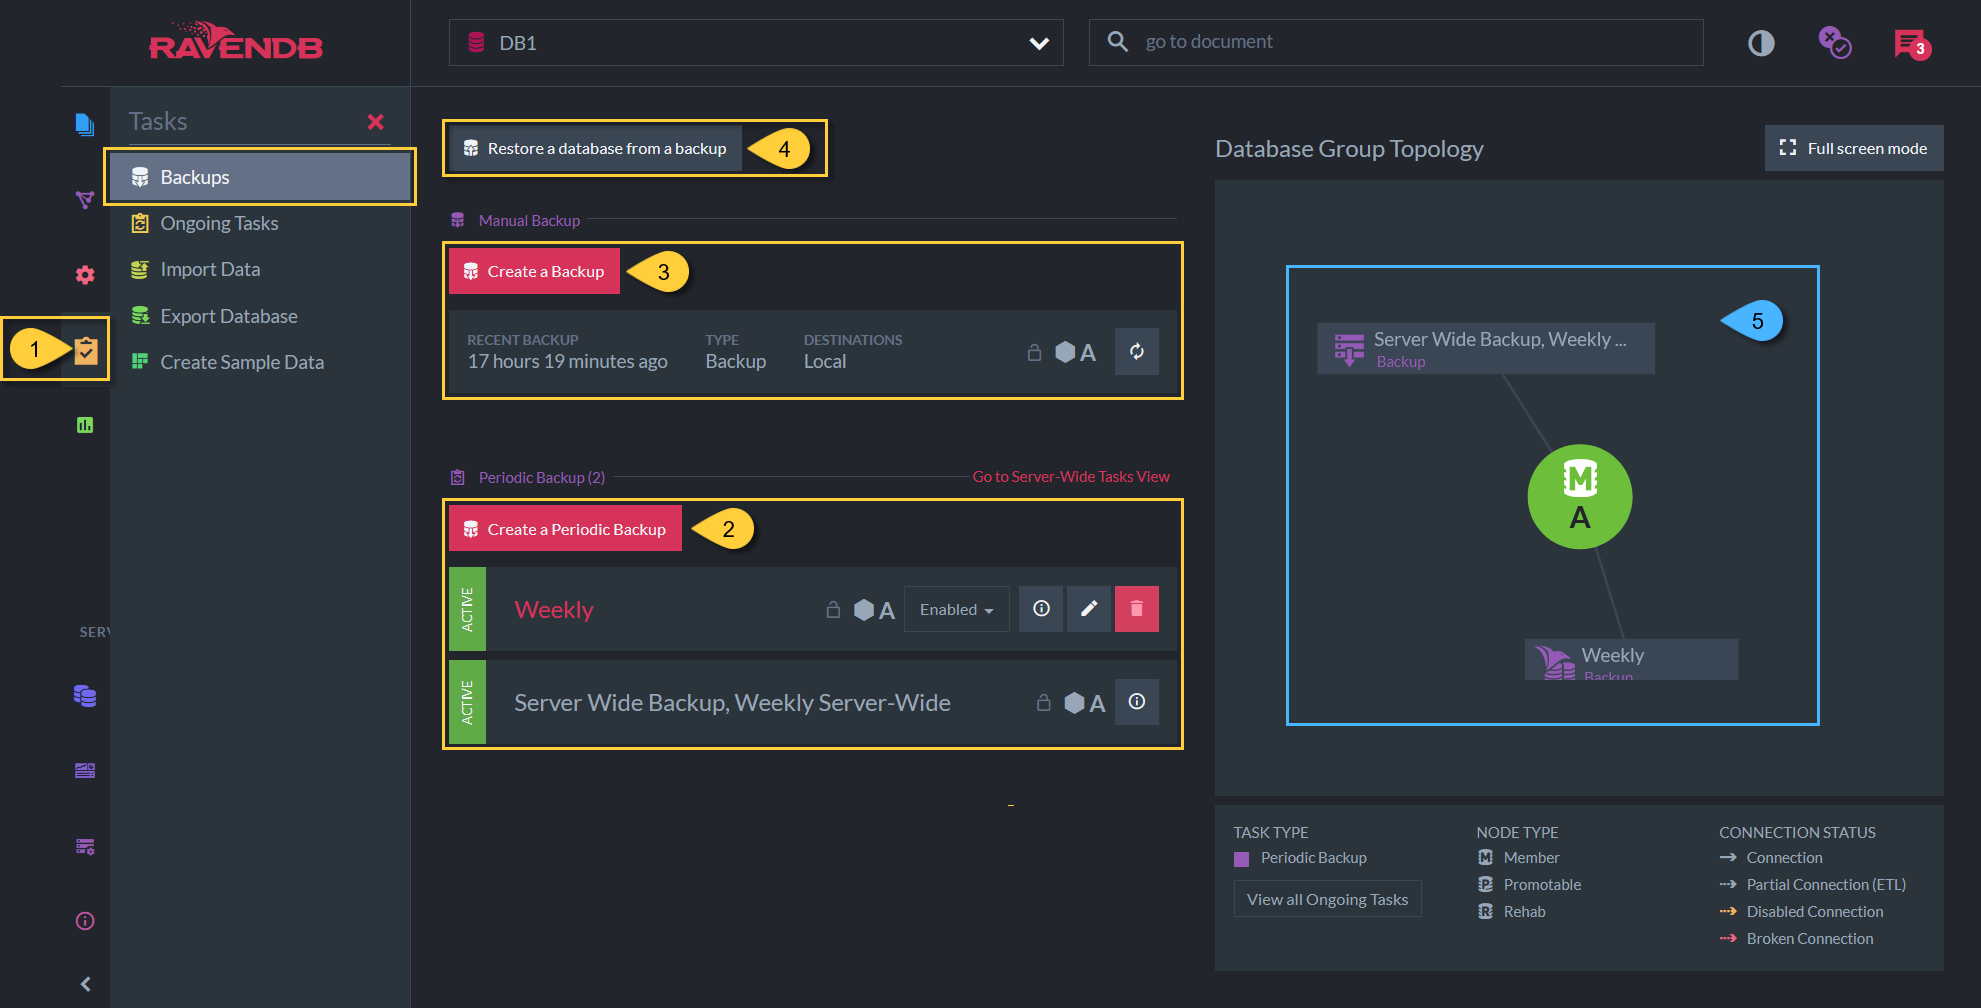 RAVENDB
DB1
go to document
3
Tasks
Backups
Ongoing Tasks
Import Data
Export Database
Create Sample Data
1
SERV
Restore a database from a backup
4
Manual Backup
Create a Backup
3
RECENT BACKUP
17 hours 19 minutes ago
TYPE
Backup
DESTINATIONS
Local
A
Periodic Backup (2)
Go to Server-Wide Tasks View
Create a Periodic Backup
2
ACTIVE
Weekly
A
Enabled
ACTIVE
Server Wide Backup, Weekly Server-Wide
A
Database Group Topology
Full screen mode
5
Server Wide Backup, Weekly ...
Backup
M
A
Weekly
Backup
TASK TYPE
Periodic Backup
View all Ongoing Tasks
NODE TYPE
M Member
P Promotable
R Rehab
CONNECTION STATUS
Connection
Partial Connection (ETL)
Disabled Connection
Broken Connection